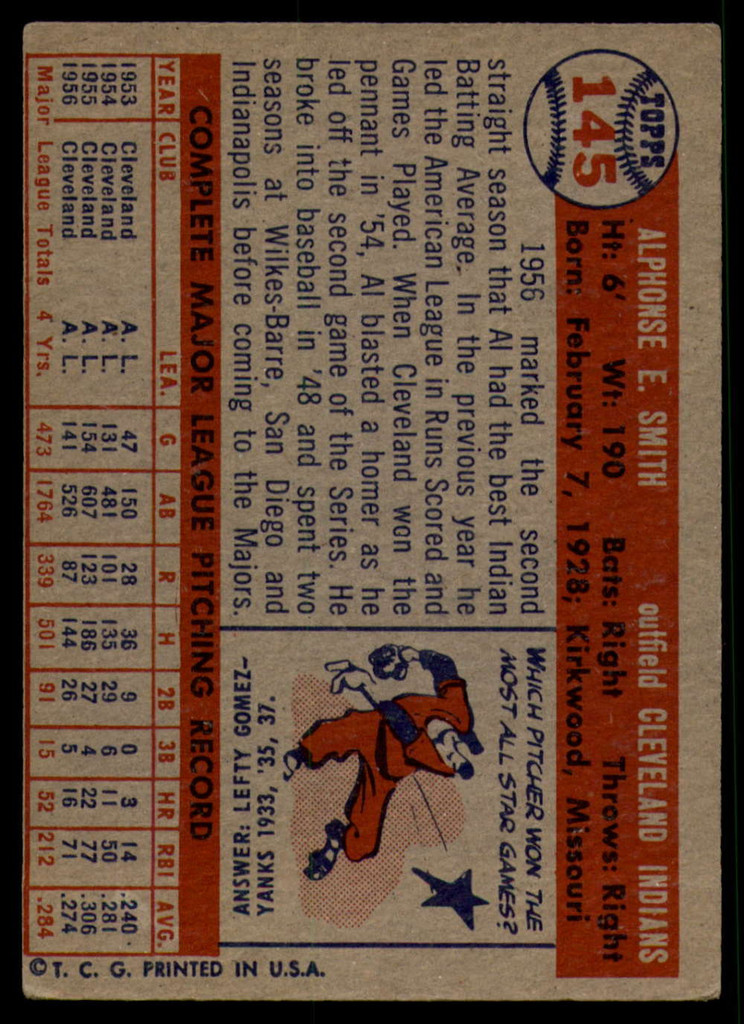 TOPPS
145
ALPHONSE E. SMITH outfield CLEVELAND INDIANS
Ht: 6' Wt: 190 Bats: Right Throws: Right
Born: February 7, 1928; Kirkwood, Missouri
1956 marked the second
straight season that Al had the best Indian
Batting Average. In the previous year he
led the American League in Runs Scored and
Games Played. When Cleveland won the
pennant in '54, Al blasted a homer as he
led off the second game of the Series. He
broke into baseball in '48 and spent two
seasons at Wilkes-Barre, San Diego and
Indianapolis before coming to the Majors.
WHICH PITCHER WON THE
MOST ALL STAR GAMES?
ANSWER: LEFTY GOMEZ—
YANKS 1933, '35, 37.
COMPLETE MAJOR LEAGUE PITCHING RECORD
YEAR CLUB LEA. G AB R H 2B 3B HR RBI AVG.
1953 Cleveland A. L. 47 150 28 36 9 0 3 14 .240
1954 Cleveland A. L. 131 481 101 135 29 6 11 50 .281
1955 Cleveland A. L. 154 607 123 186 27 4 22 77 .306
1956 Cleveland A. L. 141 526 87 144 26 5 16 71 .274
Major League Totals 4 Yrs. 473 1764 339 501 91 15 52 212 .284
© T. C. G. PRINTED IN U.S.A.